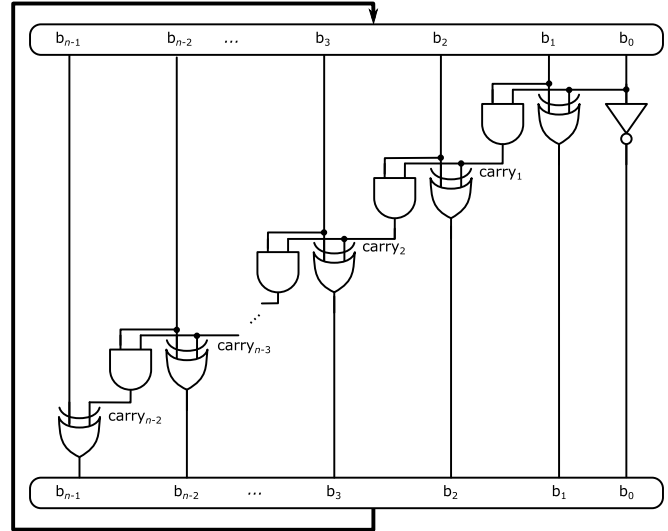 bn-1 bn-2 ... b3 b2 b1 b0
carry1
carry2
...
carryn-3
carryn-2
bn-1 bn-2 ... b3 b2 b1 b0